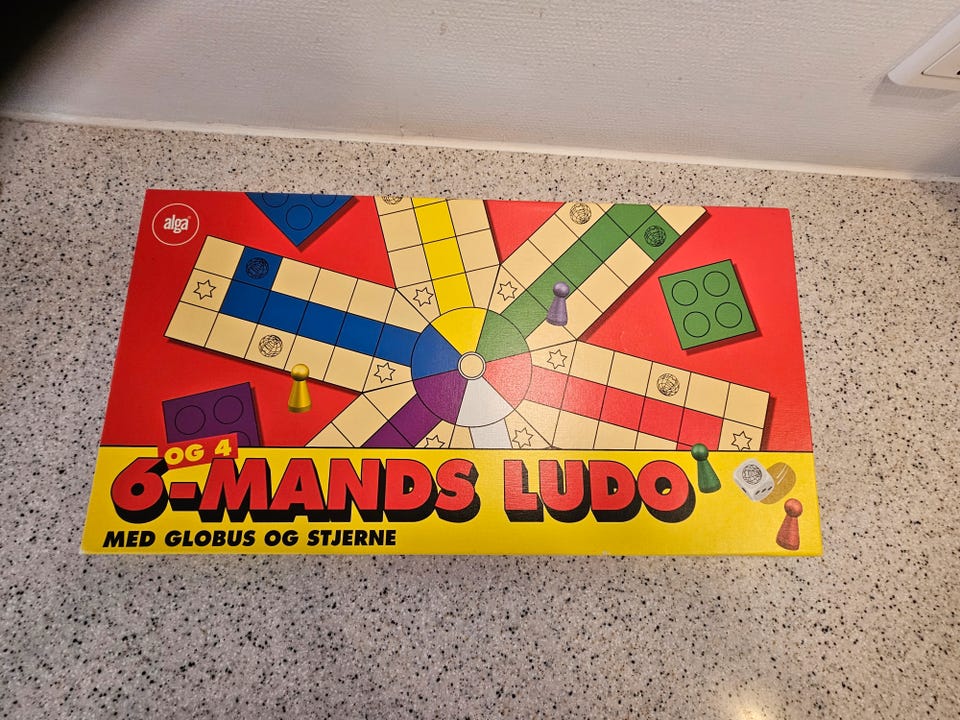 alga
OG 4
6-MANDS LUDO
MED GLOBUS OG STJERNE